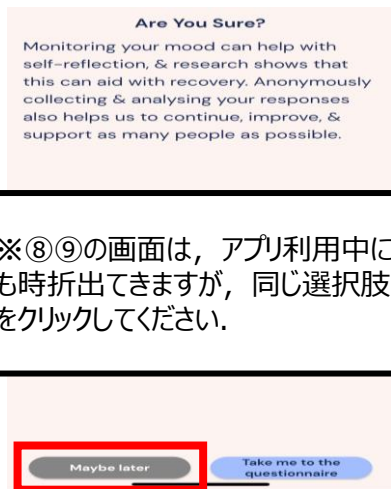 Are You Sure?
Monitoring your mood can help with
self-reflection, & research shows that
this can aid with recovery. Anonymously
collecting & analysing your responses
also helps us to continue, improve, &
support as many people as possible.
※⑧⑨の画面は，アプリ利用中に
も時折出てきますが，同じ選択肢
をクリックしてください．
Maybe later
Take me to the
questionnaire